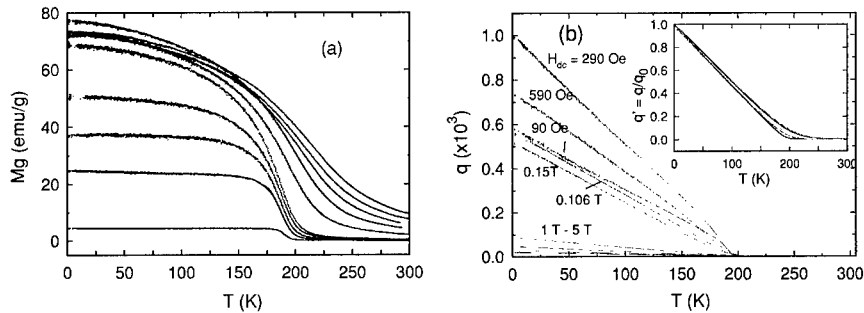 80
70
60
40
20
0
Mg (emu/g)
(a)
0 50 100 150 200 250 300
T (K)
1.0
0.8
0.6
0.4
0.2
0.0
q (x10³)
(b)
H_dc = 290 Oe
590 Oe
90 Oe
0.15T
0.106 T
1 T - 5 T
0 100 200 300
T (K)
1.0
0.8
0.6
0.4
0.2
0.0
q' = q/q₀
0 100 200 300
T (K)